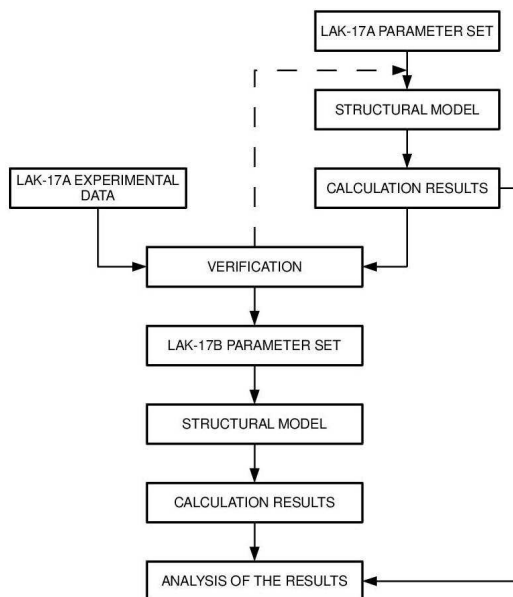 LAK-17A PARAMETER SET
STRUCTURAL MODEL
LAK-17A EXPERIMENTAL
DATA
CALCULATION RESULTS
VERIFICATION
LAK-17B PARAMETER SET
STRUCTURAL MODEL
CALCULATION RESULTS
ANALYSIS OF THE RESULTS